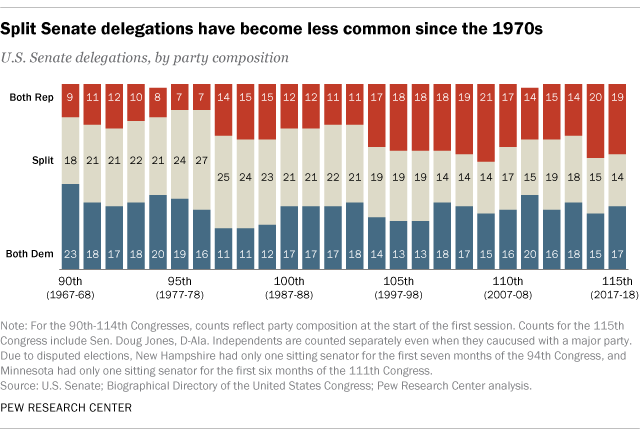 Split Senate delegations have become less common since the 1970s
U.S. Senate delegations, by party composition
Both Rep 9 11 12 10 8 7 7 14 15 15 12 12 11 11 17 18 18 18 19 21 17 14 15 14 20 19
Split 18 21 21 22 21 24 27 25 24 23 21 21 22 21 19 19 19 14 14 14 17 15 19 18 15 14
Both Dem 23 18 17 18 20 19 16 11 11 12 17 17 17 18 14 13 13 18 17 15 16 20 16 18 15 17
90th 95th 100th 105th 110th 115th
(1967-68) (1977-78) (1987-88) (1997-98) (2007-08) (2017-18)
Note: For the 90th-114th Congresses, counts reflect party composition at the start of the first session. Counts for the 115th
Congress include Sen. Doug Jones, D-Ala. Independents are counted separately even when they caucused with a major party.
Due to disputed elections, New Hampshire had only one sitting senator for the first seven months of the 94th Congress, and
Minnesota had only one sitting senator for the first six months of the 111th Congress.
Source: U.S. Senate; Biographical Directory of the United States Congress; Pew Research Center analysis.
PEW RESEARCH CENTER